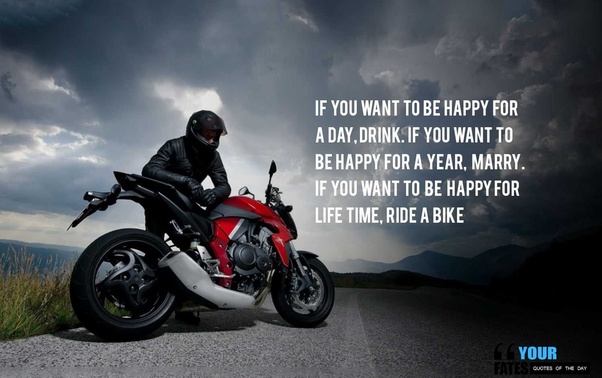 IF YOU WANT TO BE HAPPY FOR
A DAY, DRINK. IF YOU WANT TO
BE HAPPY FOR A YEAR, MARRY.
IF YOU WANT TO BE HAPPY FOR
LIFE TIME, RIDE A BIKE
YOUR
FATES QUOTES OF THE DAY